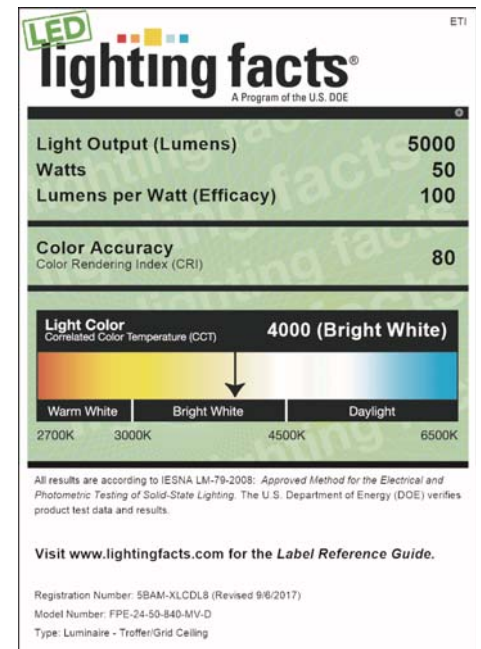 ETI
LED
lighting facts®
A Program of the U.S. DOE
Light Output (Lumens) 5000
Watts 50
Lumens per Watt (Efficacy) 100
Color Accuracy 80
Color Rendering Index (CRI)
Light Color 4000 (Bright White)
Correlated Color Temperature (CCT)
Warm White Bright White Daylight
2700K 3000K 4500K 6500K
All results are according to IESNA LM-79-2008: Approved Method for the Electrical and
Photometric Testing of Solid-State Lighting. The U.S. Department of Energy (DOE) verifies
product test data and results.
Visit www.lightingfacts.com for the Label Reference Guide.
Registration Number: 5BAM-XLCDL8 (Revised 9/6/2017)
Model Number: FPE-24-50-840-MV-D
Type: Luminaire - Troffer/Grid Ceiling